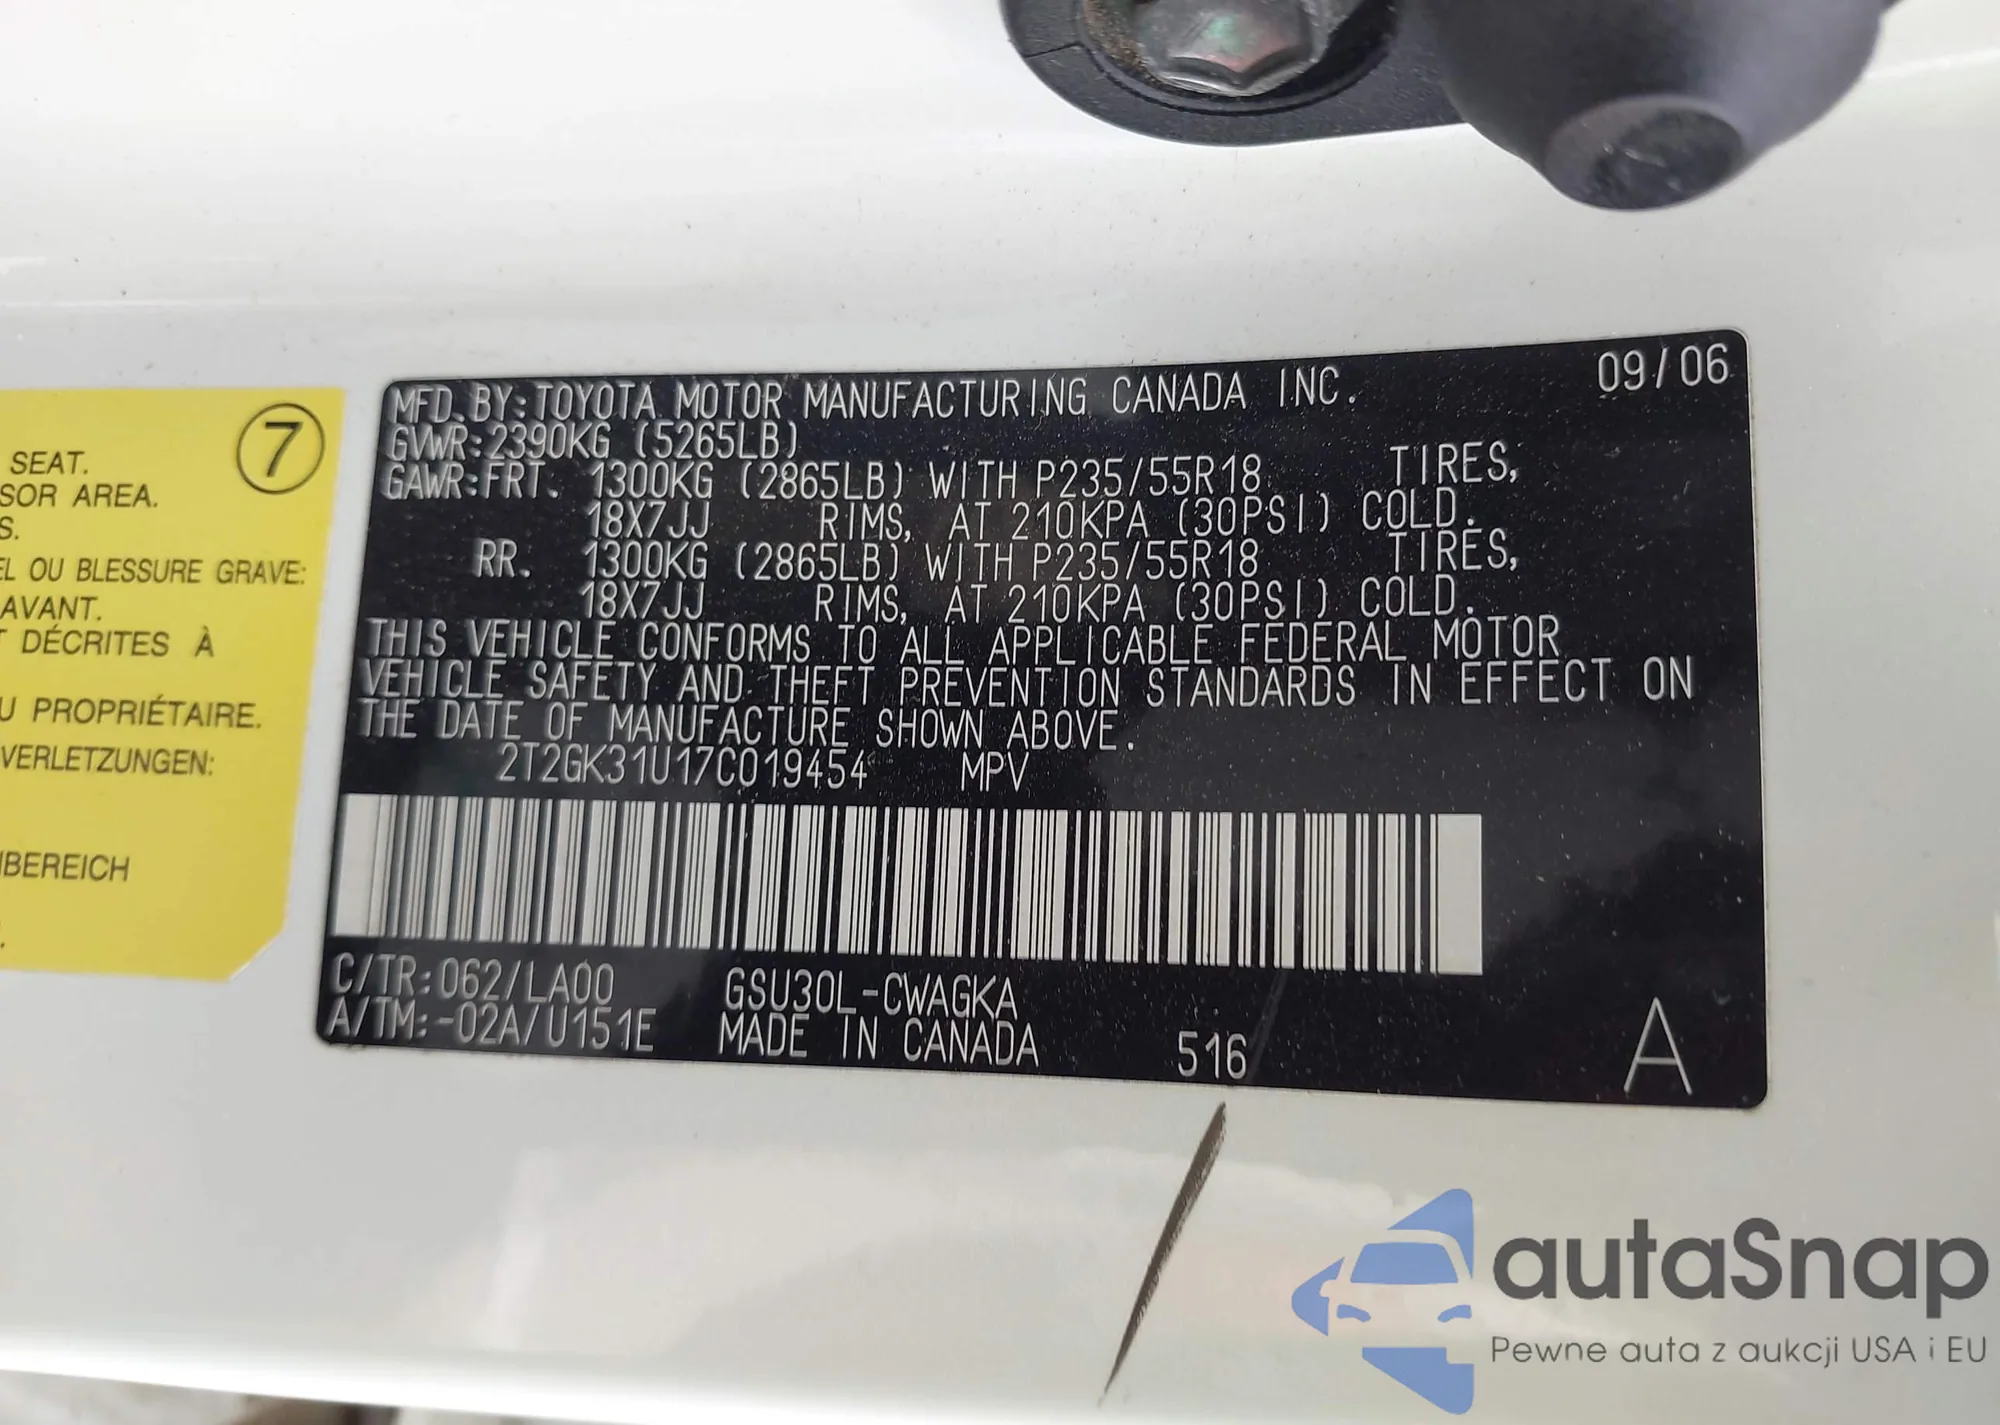 7
SEAT.
SOR AREA.
S.
EL OU BLESSURE GRAVE:
AVANT.
T DÉCRITES À
U PROPRIÉTAIRE.
VERLETZUNGEN:
NBEREICH
MFD. BY: TOYOTA MOTOR MANUFACTURING CANADA INC. 09/06
GVWR: 2390KG (5265LB)
GAWR: FRT. 1300KG (2865LB) WITH P235/55R18 TIRES,
18X7JJ RIMS, AT 210KPA (30PSI) COLD.
RR. 1300KG (2865LB) WITH P235/55R18 TIRES,
18X7JJ RIMS, AT 210KPA (30PSI) COLD.
THIS VEHICLE CONFORMS TO ALL APPLICABLE FEDERAL MOTOR
VEHICLE SAFETY AND THEFT PREVENTION STANDARDS IN EFFECT ON
THE DATE OF MANUFACTURE SHOWN ABOVE.
2T2GK31U17C019454 MPV
C/TR: 062/LA00 GSU30L-CWAGKA
A/TM:-02A/U151E MADE IN CANADA 516 A
autaSnap
Pewne auta z aukcji USA i EU